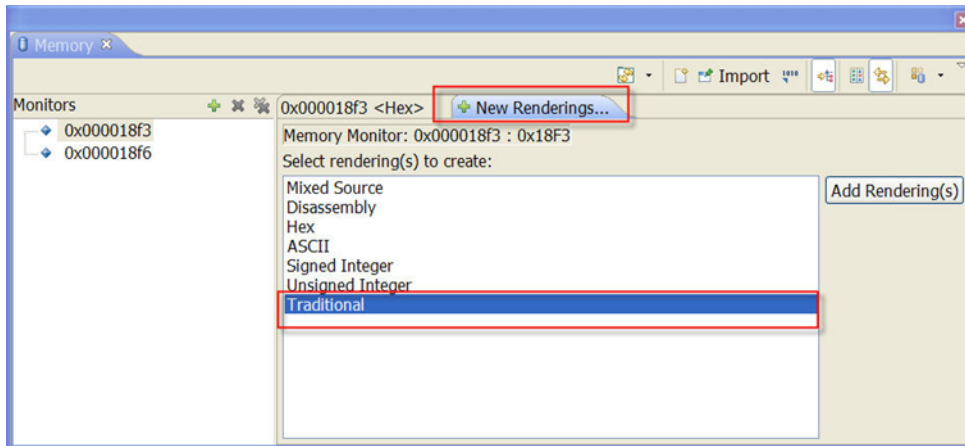 Memory
Import
Monitors
0x000018f3 <Hex>
New Renderings...
0x000018f3
0x000018f6
Memory Monitor: 0x000018f3 : 0x18F3
Select rendering(s) to create:
Mixed Source
Disassembly
Hex
ASCII
Signed Integer
Unsigned Integer
Traditional
Add Rendering(s)